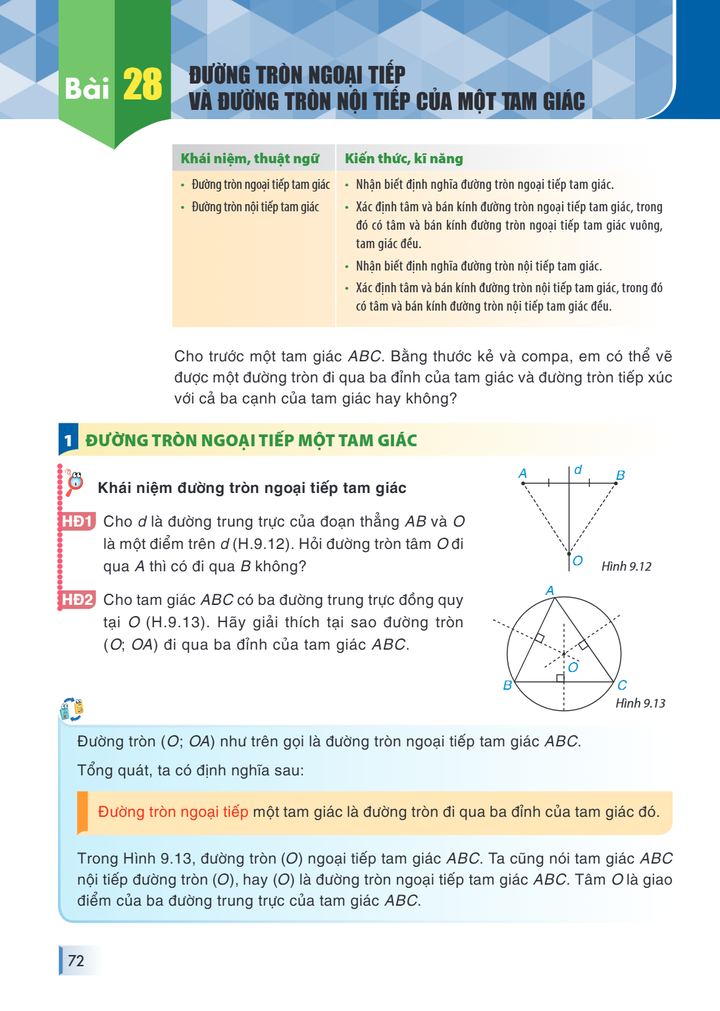 Bài 28
ĐƯỜNG TRÒN NGOẠI TIẾP
VÀ ĐƯỜNG TRÒN NỘI TIẾP CỦA MỘT TAM GIÁC
Khái niệm, thuật ngữ
• Đường tròn ngoại tiếp tam giác
• Đường tròn nội tiếp tam giác
Kiến thức, kĩ năng
• Nhận biết định nghĩa đường tròn ngoại tiếp tam giác.
• Xác định tâm và bán kính đường tròn ngoại tiếp tam giác, trong
đó có tâm và bán kính đường tròn ngoại tiếp tam giác vuông,
tam giác đều.
• Nhận biết định nghĩa đường tròn nội tiếp tam giác.
• Xác định tâm và bán kính đường tròn nội tiếp tam giác, trong đó
có tâm và bán kính đường tròn nội tiếp tam giác đều.
Cho trước một tam giác ABC. Bằng thước kẻ và compa, em có thể vẽ
được một đường tròn đi qua ba đỉnh của tam giác và đường tròn tiếp xúc
với cả ba cạnh của tam giác hay không?
1 ĐƯỜNG TRÒN NGOẠI TIẾP MỘT TAM GIÁC
Khái niệm đường tròn ngoại tiếp tam giác
HĐ1 Cho d là đường trung trực của đoạn thẳng AB và O
là một điểm trên d (H.9.12). Hỏi đường tròn tâm O đi
qua A thì có đi qua B không?
A d B
O
Hình 9.12
HĐ2 Cho tam giác ABC có ba đường trung trực đồng quy
tại O (H.9.13). Hãy giải thích tại sao đường tròn
(O; OA) đi qua ba đỉnh của tam giác ABC.
A
O
B C
Hình 9.13
Đường tròn (O; OA) như trên gọi là đường tròn ngoại tiếp tam giác ABC.
Tổng quát, ta có định nghĩa sau:
Đường tròn ngoại tiếp một tam giác là đường tròn đi qua ba đỉnh của tam giác đó.
Trong Hình 9.13, đường tròn (O) ngoại tiếp tam giác ABC. Ta cũng nói tam giác ABC
nội tiếp đường tròn (O), hay (O) là đường tròn ngoại tiếp tam giác ABC. Tâm O là giao
điểm của ba đường trung trực của tam giác ABC.
72